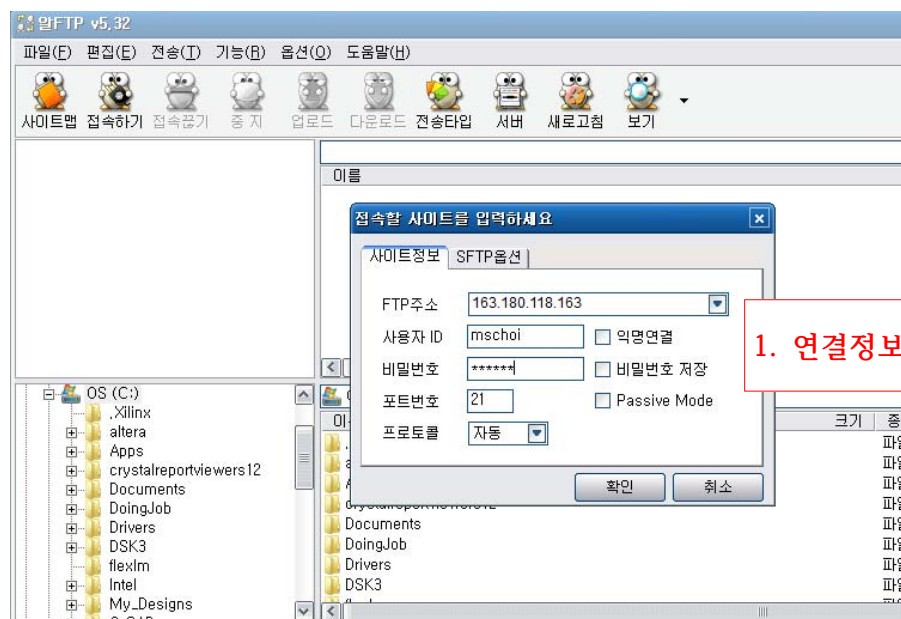 알FTP v5,32
파일(F) 편집(E) 전송(T) 기능(R) 옵션(O) 도움말(H)
사이트맵 접속하기 접속끊기 중 지 업로드 다운로드 전송타입 서버 새로고침 보기
이름
접속할 사이트를 입력하세요
사이트정보 SFTP옵션
FTP주소 163.180.118.163
사용자 ID mschoi 익명연결
비밀번호 ****** 비밀번호 저장
포트번호 21 Passive Mode
프로토콜 자동
확인 취소
1. 연결정보
OS (C:)
.Xilinx
altera
Apps
crystalreportviewers12
Documents
DoingJob
Drivers
DSK3
flexlm
Intel
My_Designs
크기
Documents
DoingJob
Drivers
DSK3